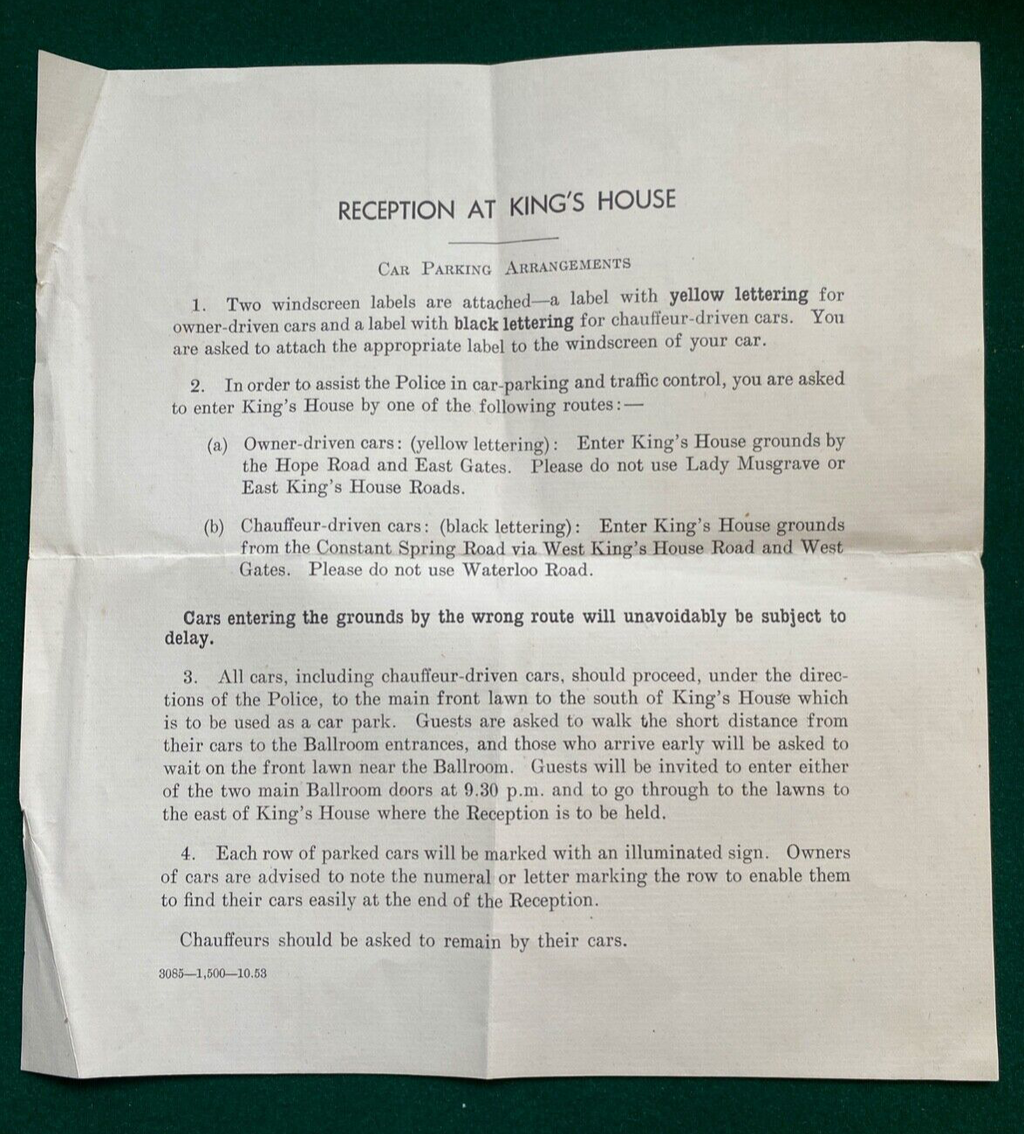 RECEPTION AT KING'S HOUSE
CAR PARKING ARRANGEMENTS
1. Two windscreen labels are attached—a label with yellow lettering for
owner-driven cars and a label with black lettering for chauffeur-driven cars. You
are asked to attach the appropriate label to the windscreen of your car.
2. In order to assist the Police in car-parking and traffic control, you are asked
to enter King's House by one of the following routes:—
(a) Owner-driven cars: (yellow lettering): Enter King's House grounds by
the Hope Road and East Gates. Please do not use Lady Musgrave or
East King's House Roads.
(b) Chauffeur-driven cars: (black lettering): Enter King's House grounds
from the Constant Spring Road via West King's House Road and West
Gates. Please do not use Waterloo Road.
Cars entering the grounds by the wrong route will unavoidably be subject to
delay.
3. All cars, including chauffeur-driven cars, should proceed, under the direc-
tions of the Police, to the main front lawn to the south of King's House which
is to be used as a car park. Guests are asked to walk the short distance from
their cars to the Ballroom entrances, and those who arrive early will be asked to
wait on the front lawn near the Ballroom. Guests will be invited to enter either
of the two main Ballroom doors at 9.30 p.m. and to go through to the lawns to
the east of King's House where the Reception is to be held.
4. Each row of parked cars will be marked with an illuminated sign. Owners
of cars are advised to note the numeral or letter marking the row to enable them
to find their cars easily at the end of the Reception.
Chauffeurs should be asked to remain by their cars.
3085—1,500—10.53